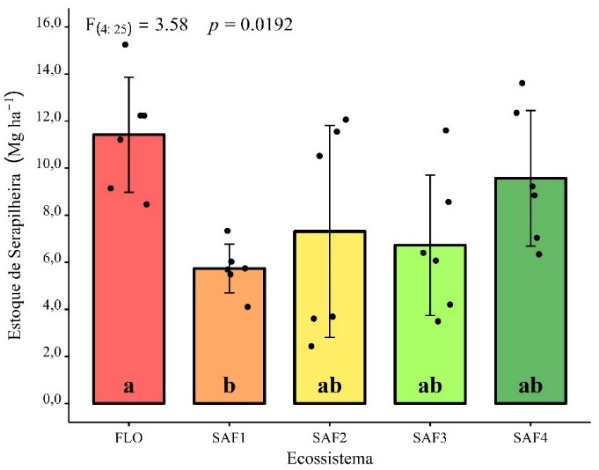 F(4: 25) = 3.58 p = 0.0192
Estoque de Serapilheira (Mg ha⁻¹)
16,0
14,0
12,0
10,0
8,0
6,0
4,0
2,0
0,0
a b ab ab ab
FLO SAF1 SAF2 SAF3 SAF4
Ecossistema